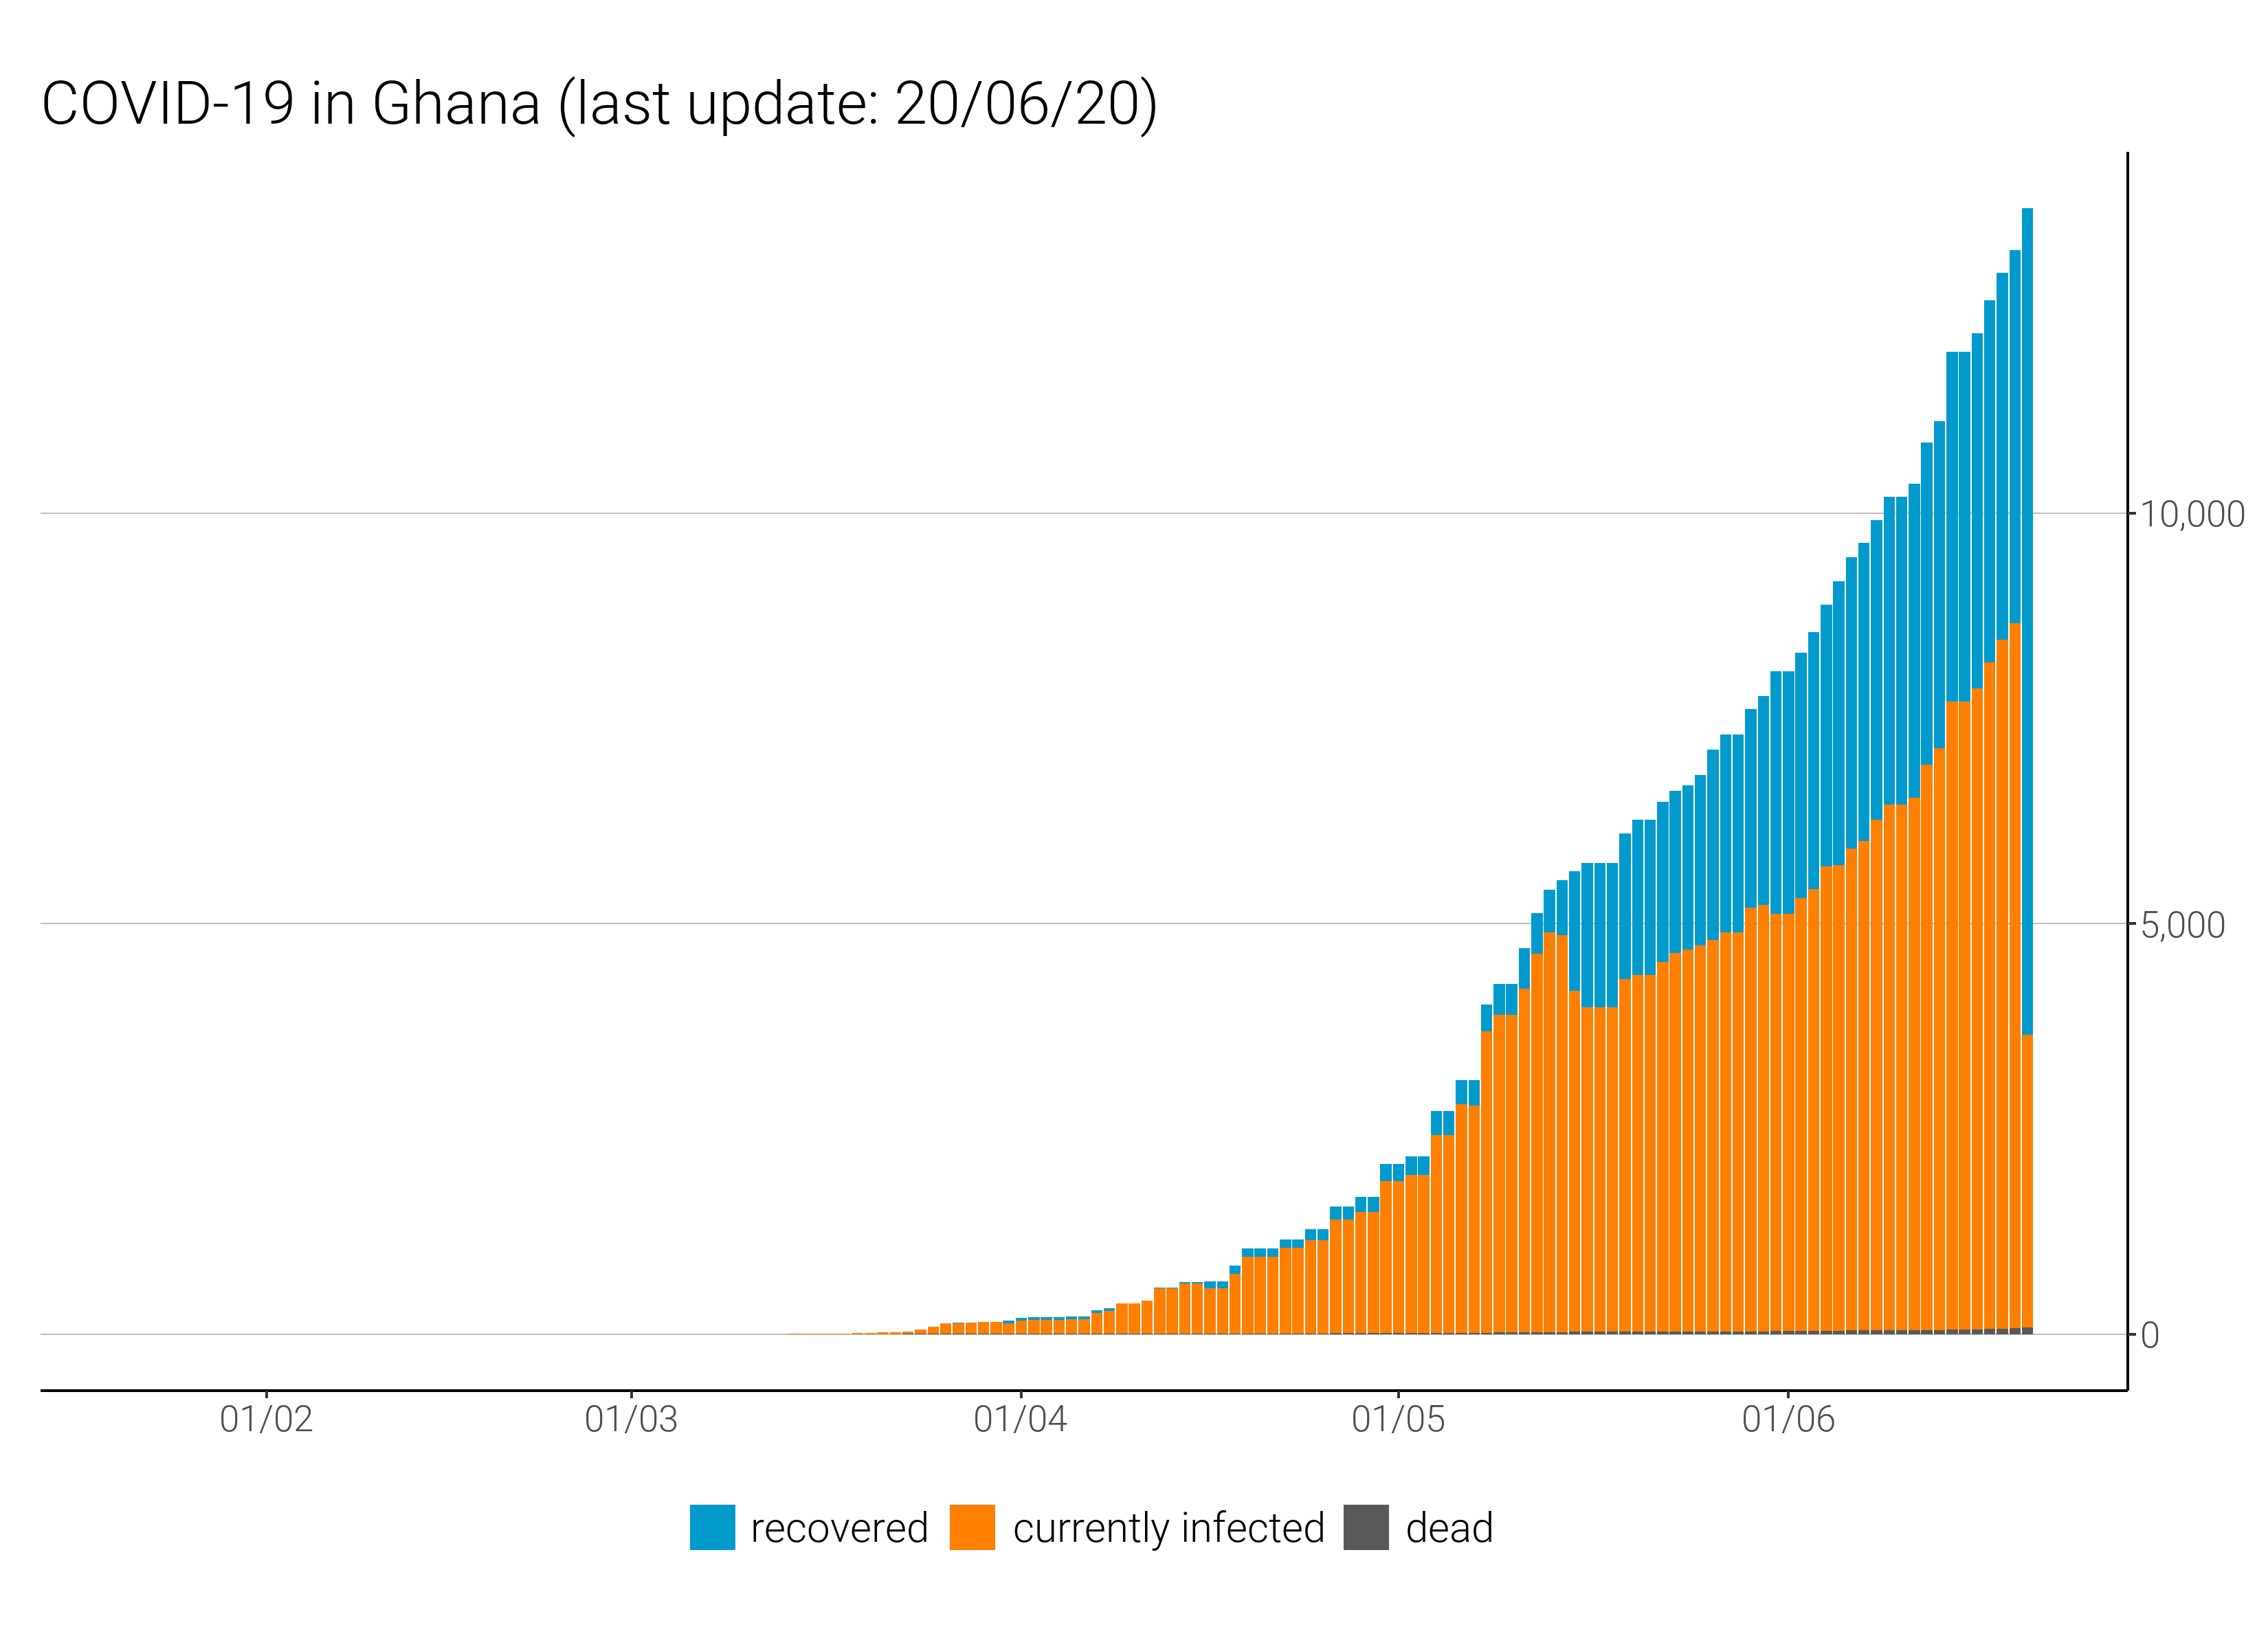 COVID-19 in Ghana (last update: 20/06/20)
10,000
5,000
0
01/02 01/03 01/04 01/05 01/06
recovered currently infected dead